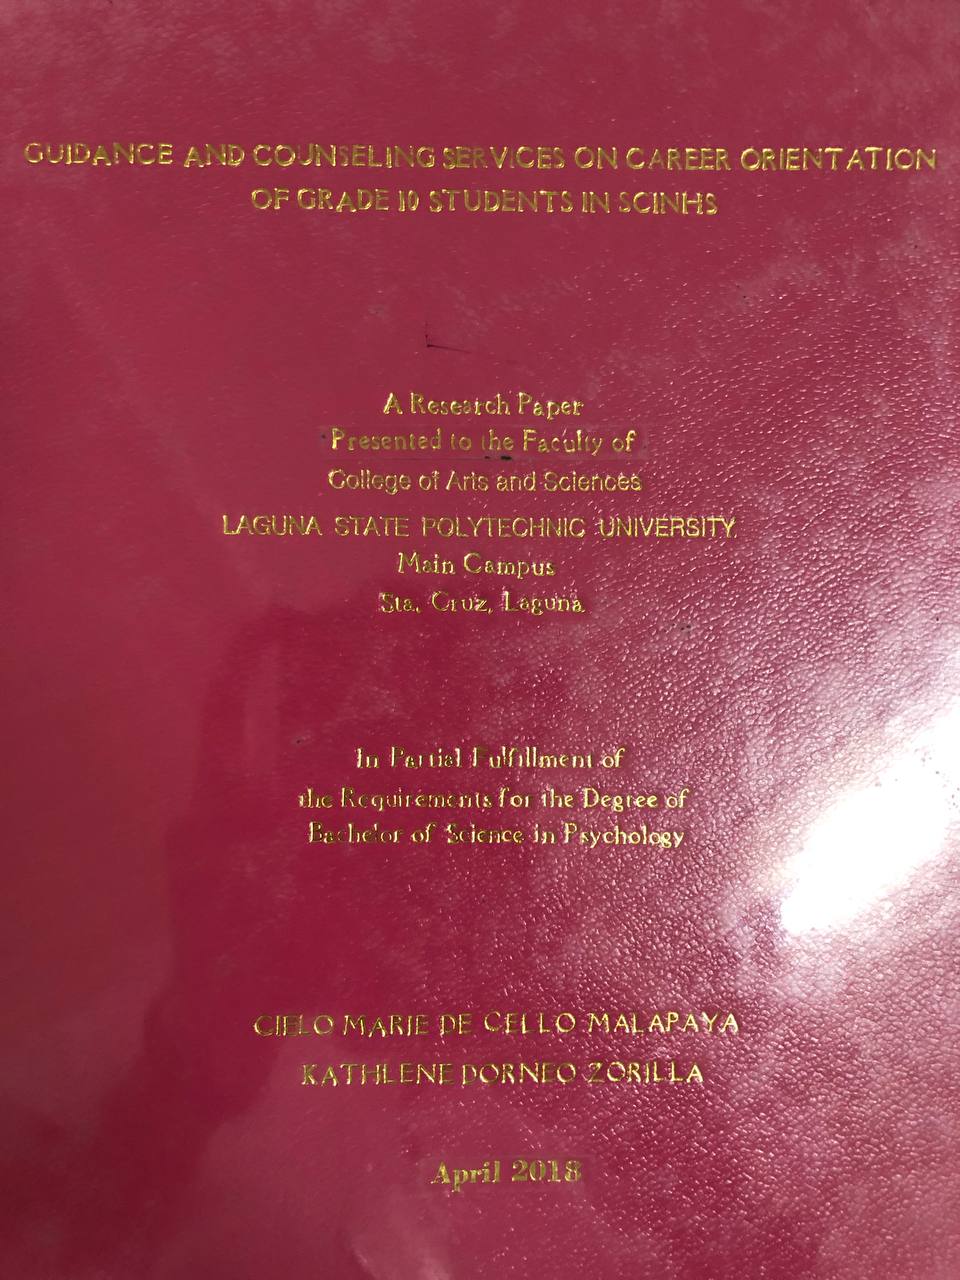 GUIDANCE AND COUNSELING SERVICES ON CAREER ORIENTATION
OF GRADE 10 STUDENTS IN SCINHS
A Research Paper
Presented to the Faculty of
College of Arts and Sciences
LAGUNA STATE POLYTECHNIC UNIVERSITY
Main Campus
Sta. Cruz, Laguna
In Partial Fulfillment of
the Requirements for the Degree of
Bachelor of Science in Psychology
CIELO MARIE DE CELLO MALAPAYA
KATHLENE DORNEO ZORILLA
April 2018